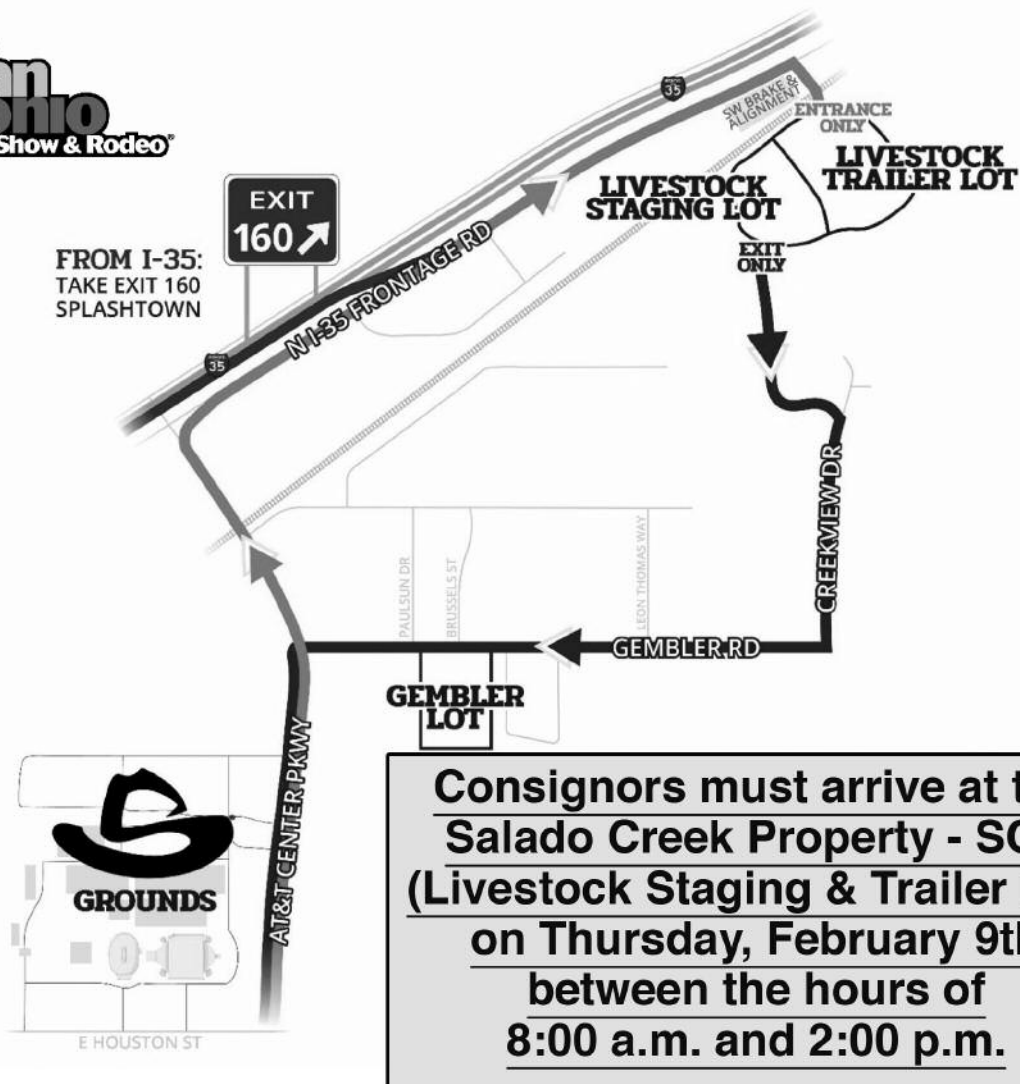 Show & Rodeo®
EXIT
160
FROM I-35:
TAKE EXIT 160
SPLASHTOWN
35
35
N I-35 FRONTAGE RD
SW BRAKE &
ALIGNMENT
ENTRANCE
ONLY
LIVESTOCK
TRAILER LOT
LIVESTOCK
STAGING LOT
EXIT
ONLY
CREEKVIEW DR
PAULSUN DR
BRUSSELS ST
LEON THOMAS WAY
GEMBLER RD
GEMBLER
LOT
AT&T CENTER PKWY
GROUNDS
E HOUSTON ST
Consignors must arrive at
Salado Creek Property -
(Livestock Staging & Trailer
on Thursday, February
between the hours of
8:00 a.m. and 2:00 p.m.